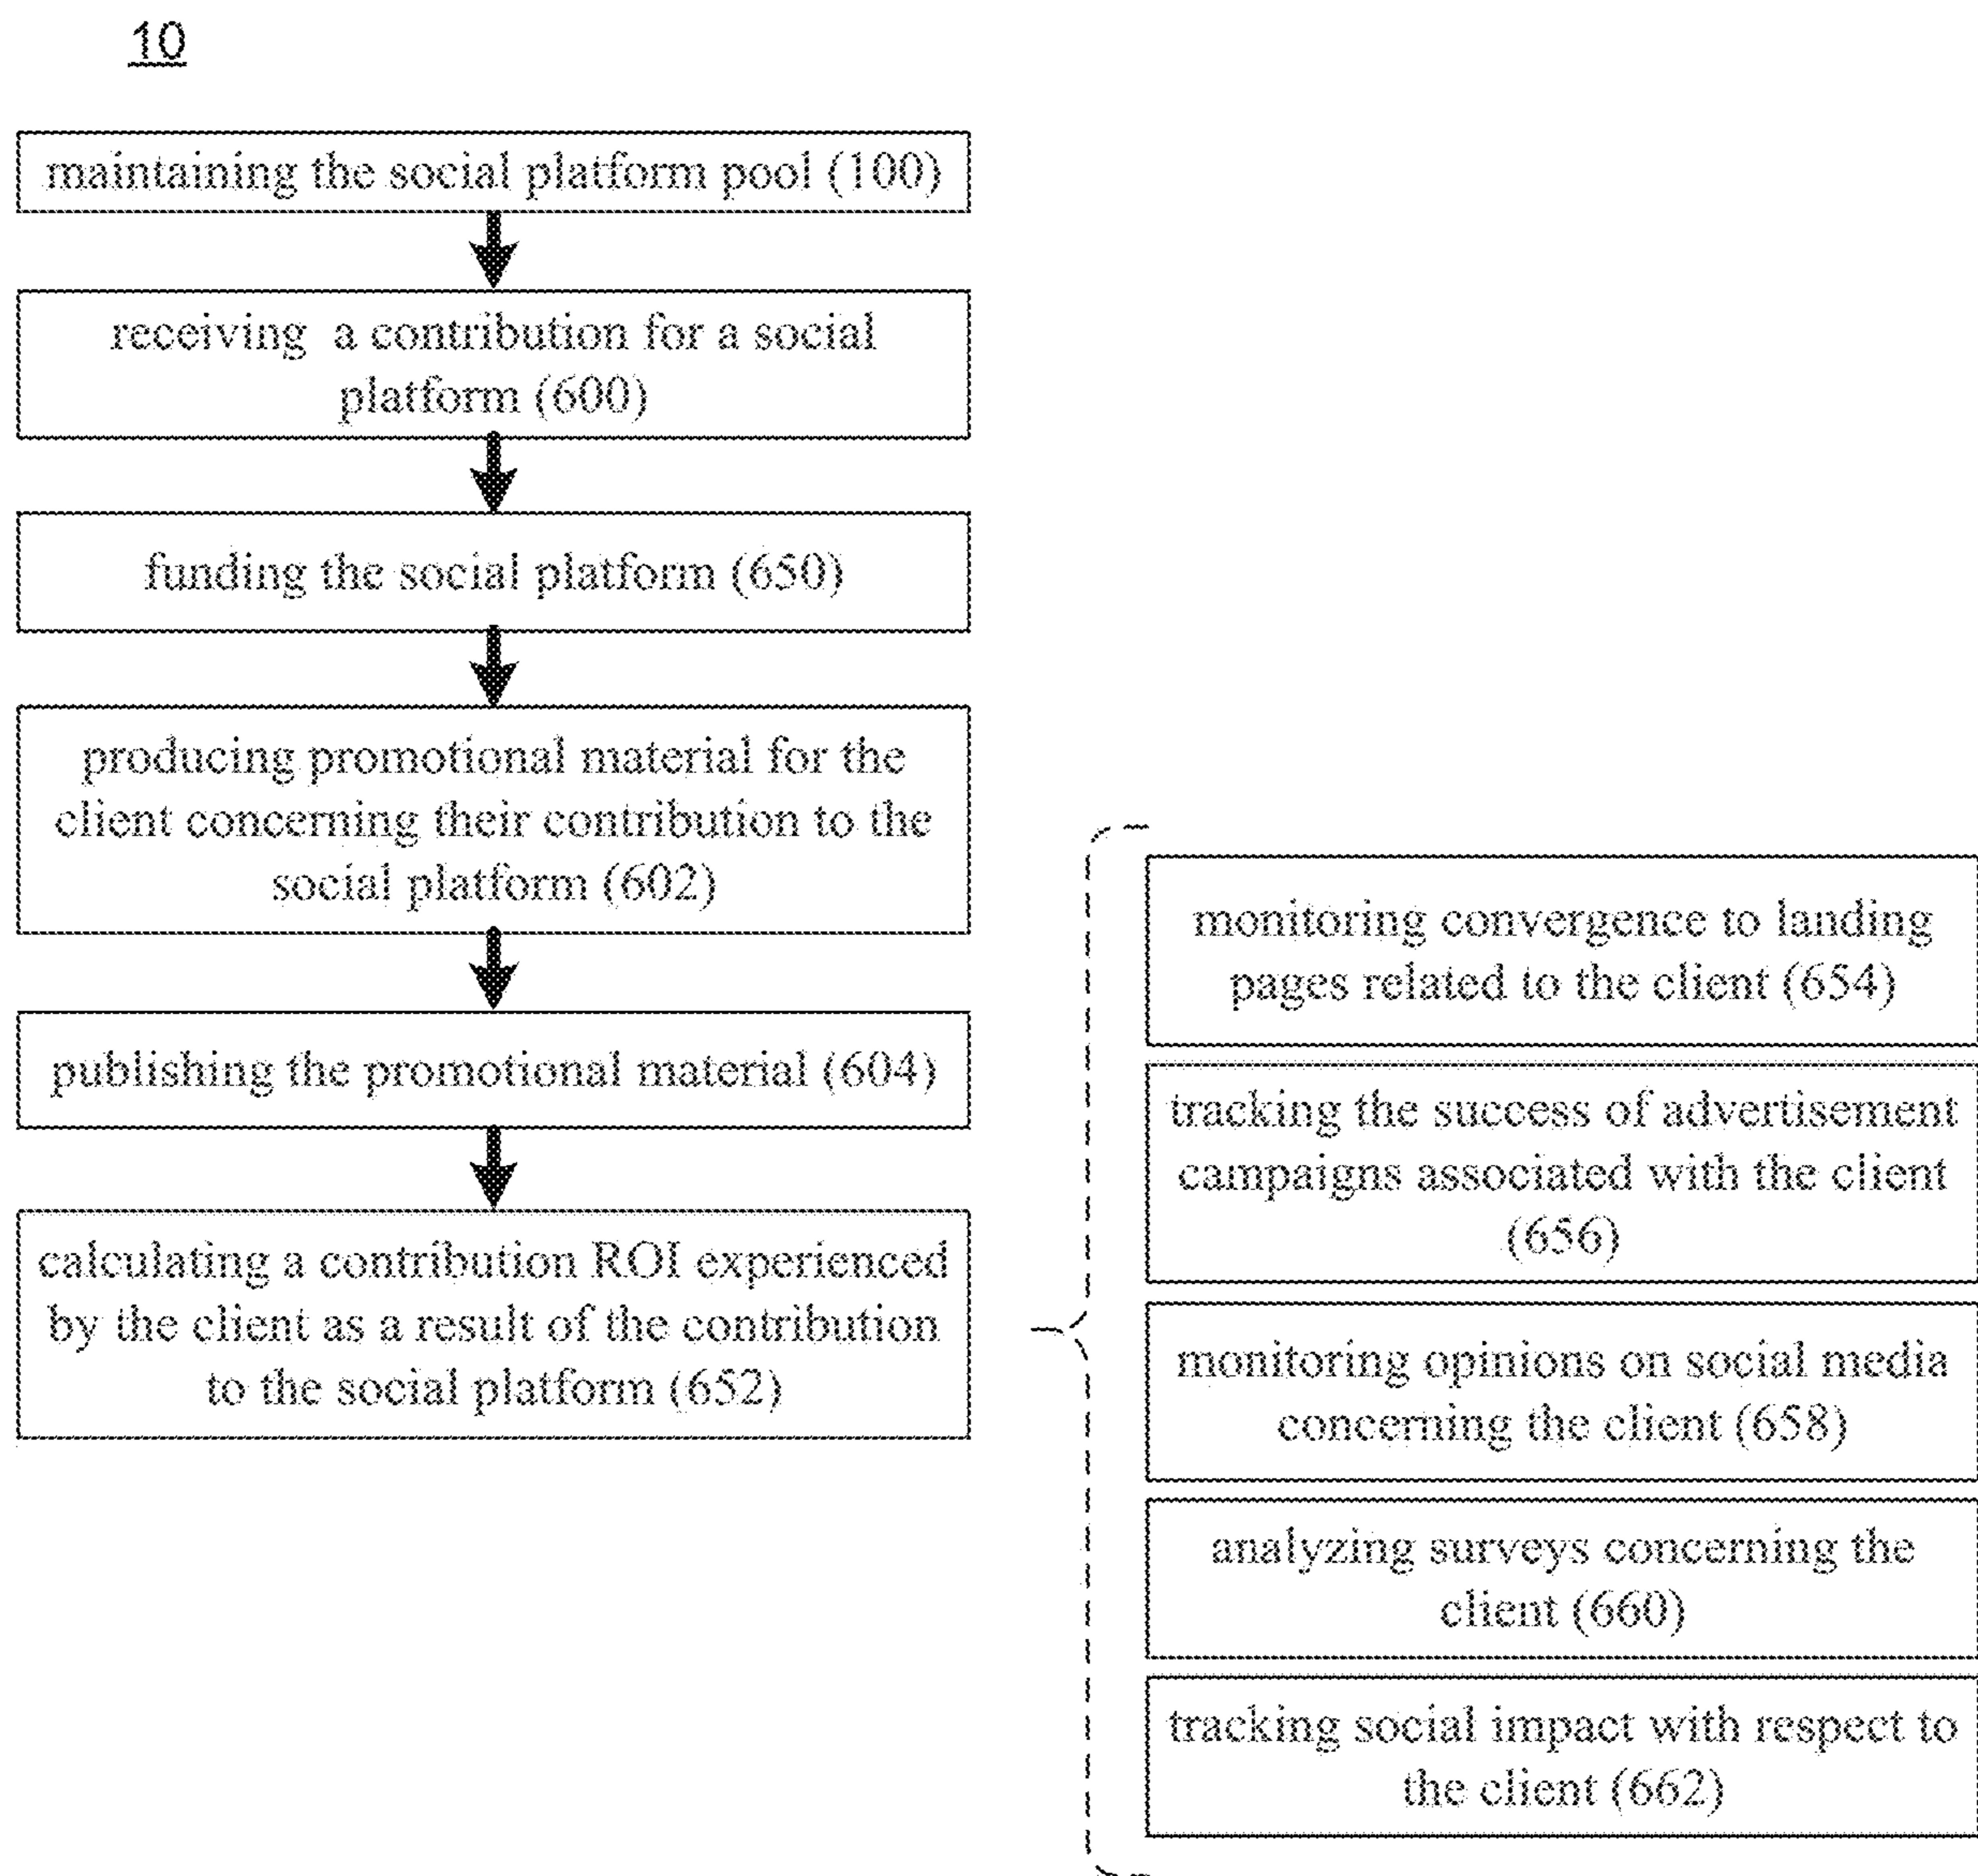 10
maintaining the social platform pool (100)
receiving a contribution for a social
platform (600)
funding the social platform (650)
producing promotional material for the
client concerning their contribution to the
social platform (602)
publishing the promotional material (604)
calculating a contribution ROI experienced
by the client as a result of the contribution
to the social platform (652)
monitoring convergence to landing
pages related to the client (654)
tracking the success of advertisement
campaigns associated with the client
(656)
monitoring opinions on social media
concerning the client (658)
analyzing surveys concerning the
client (660)
tracking social impact with respect to
the client (662)